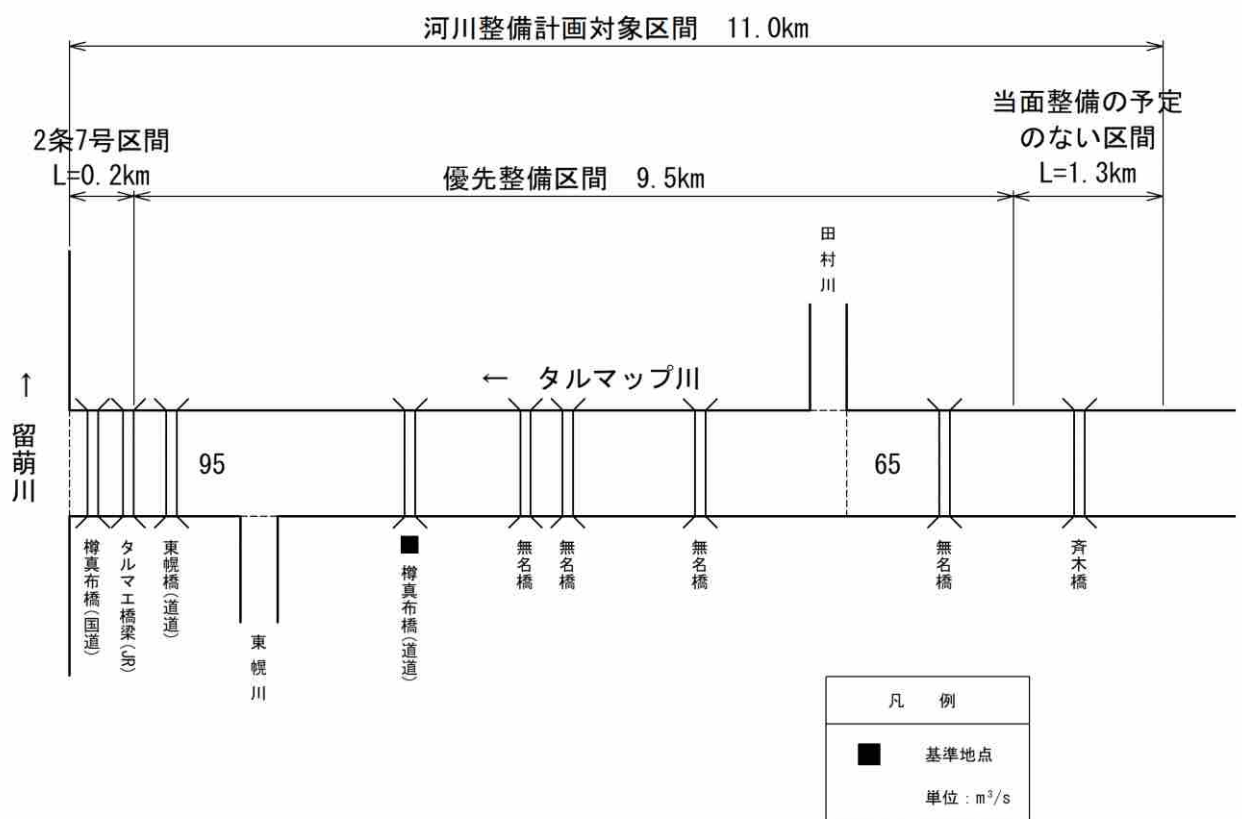 河川整備計画対象区間　11.0km
当面整備の予定
のない区間
L=1.3km
2条7号区間
L=0.2km
優先整備区間　9.5km
田村川
← タルマップ川
↑
留萌川
95
65
樽真布橋(国道)
タルマエ橋梁(JR)
東幌橋(道道)
東幌川
■
樽真布橋(道道)
無名橋
無名橋
無名橋
無名橋
斉木橋
凡　例
■　基準地点
単位：m³/s